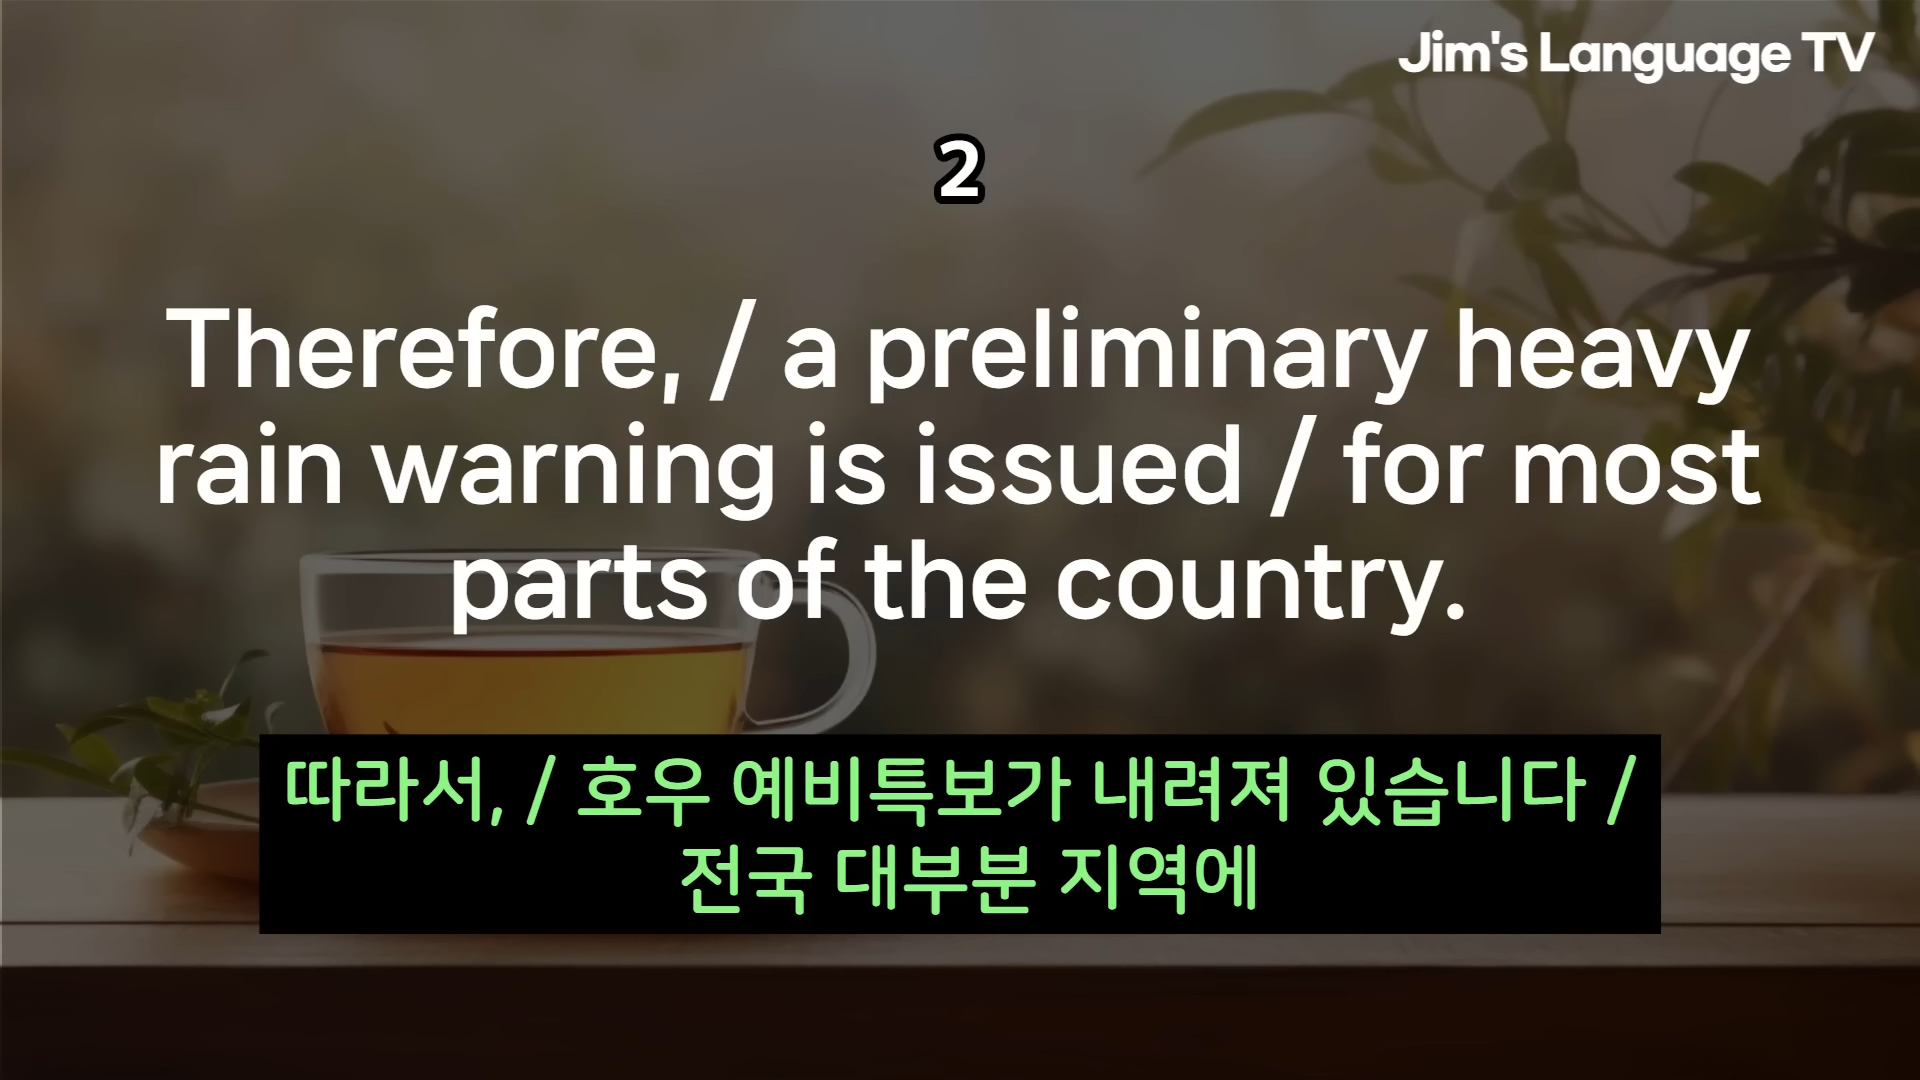 Jim's Language TV
2
Therefore, / a preliminary heavy
rain warning is issued / for most
parts of the country.
따라서, / 호우 예비특보가 내려져 있습니다 /
전국 대부분 지역에